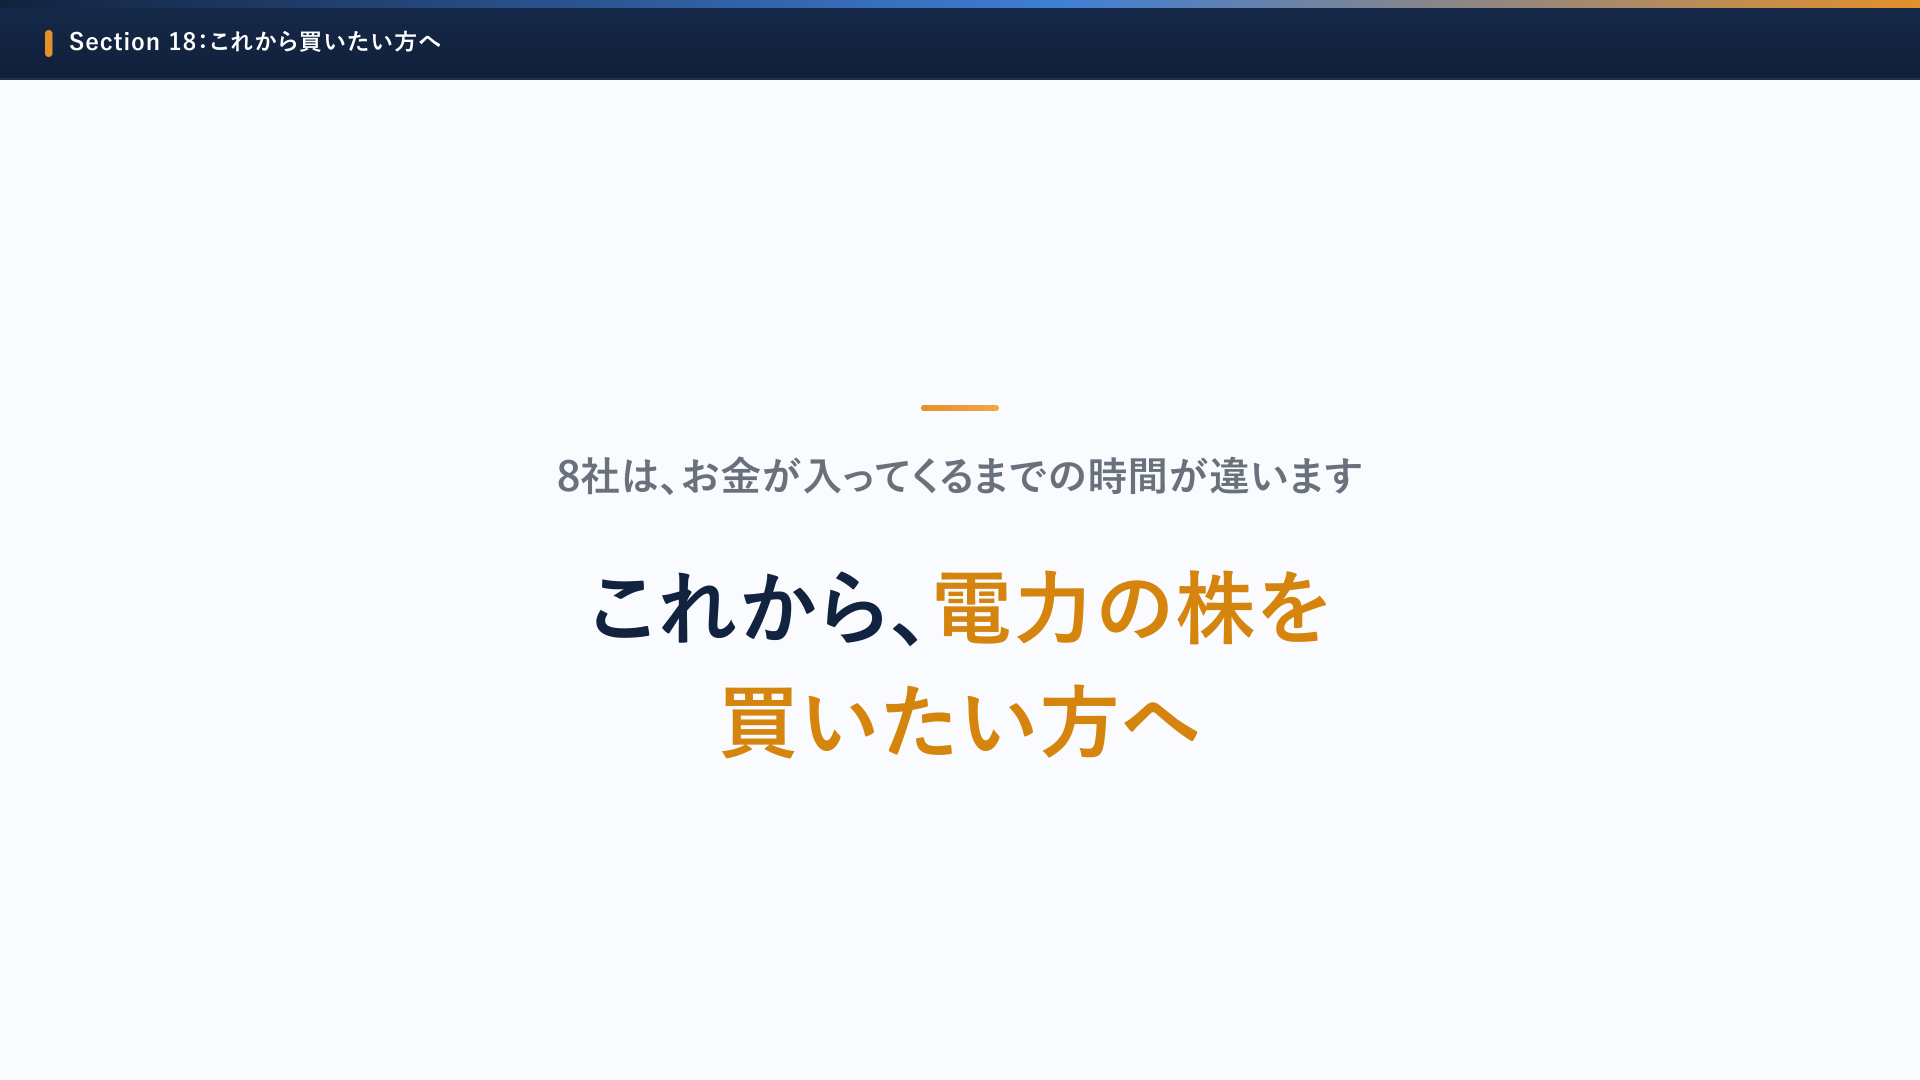 Section 18：これから買いたい方へ
8社は、お金が入ってくるまでの時間が違います
これから、電力の株を
買いたい方へ